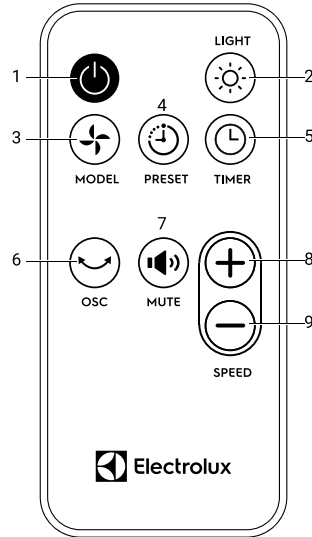 LIGHT
1
2
4
3
5
MODEL PRESET TIMER
7
6
8
OSC MUTE
9
SPEED
Electrolux